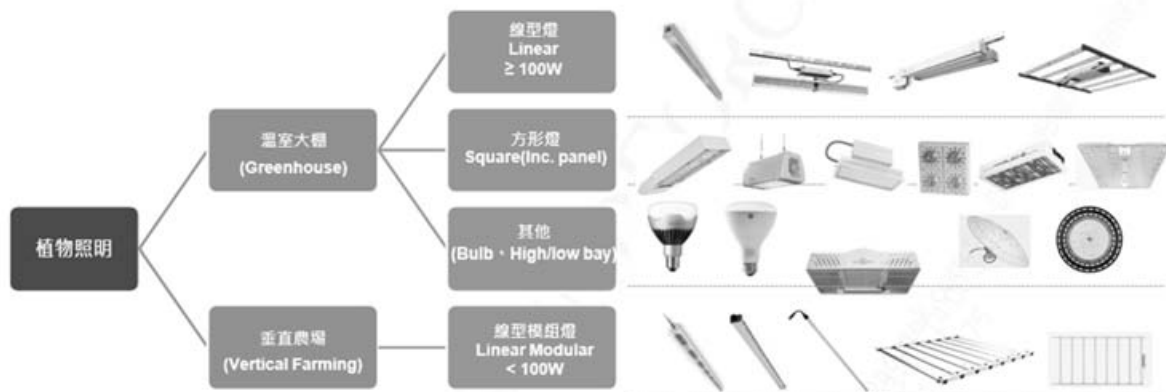 植物照明
溫室大棚
(Greenhouse)
垂直農場
(Vertical Farming)
線型燈
Linear
≥ 100W
方形燈
Square(Inc. panel)
其他
(Bulb、High/low bay)
線型模組燈
Linear Modular
< 100W